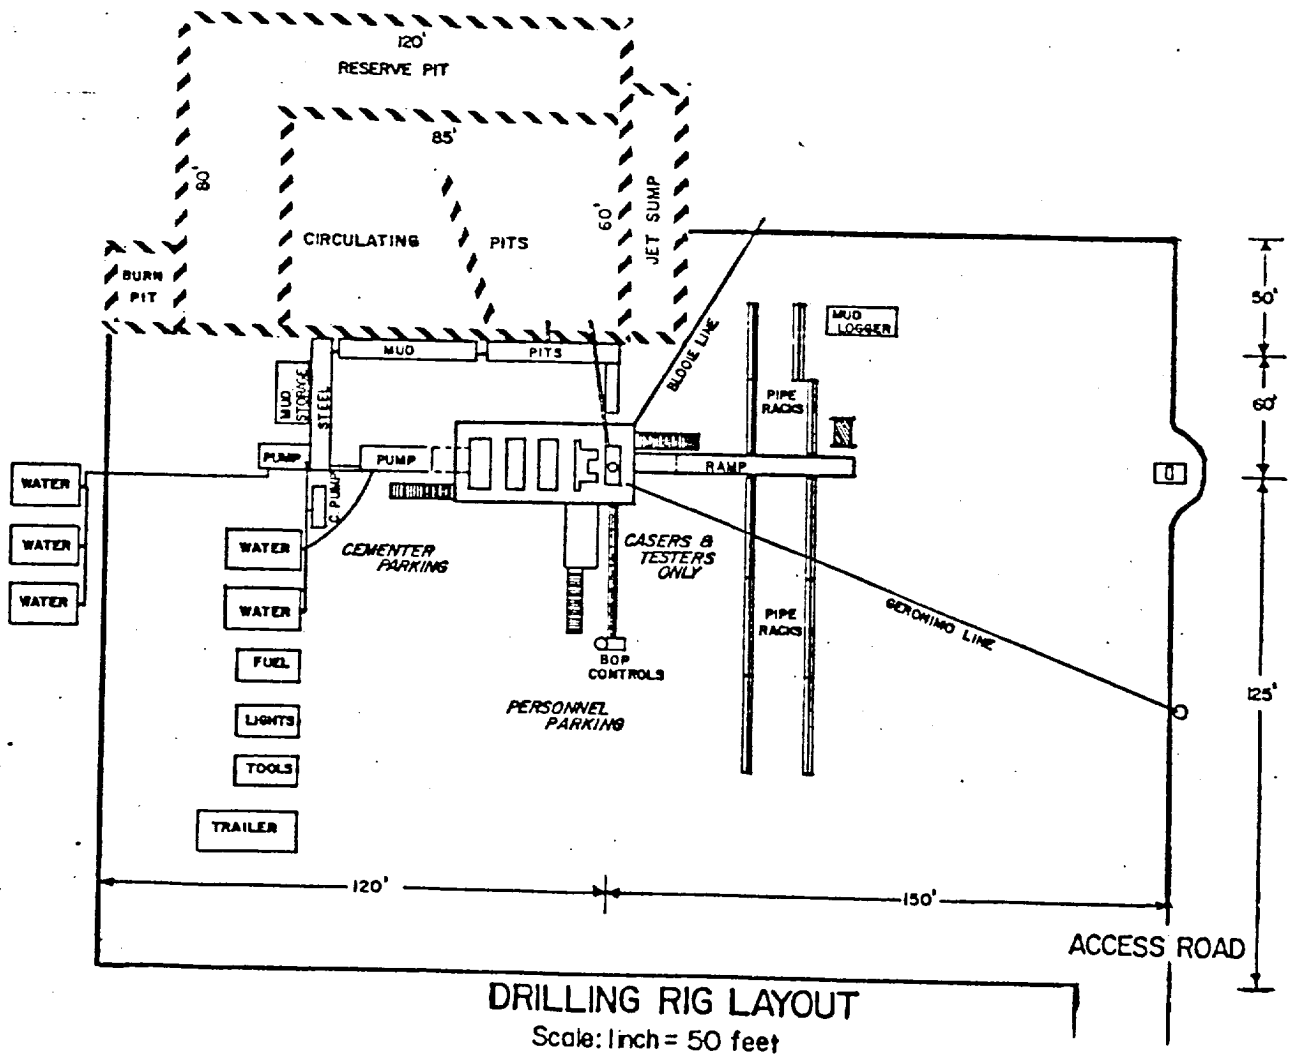 120'
RESERVE PIT
85'
80'
60'
JET SUMP
CIRCULATING PITS
BURN
PIT
50'
MUD
LOGGER
BLOOIE LINE
MUD
PITS
MUD
STORAGE
STEEL
PIPE
RACKS
60'
PUMP
PUMP
RAMP
WATER
C PUMP
WATER
WATER
CEMENTER
PARKING
CASERS &
TESTERS
ONLY
WATER
WATER
GERONIMO LINE
PIPE
RACKS
FUEL
BOP
CONTROLS
125'
LIGHTS
PERSONNEL
PARKING
TOOLS
TRAILER
120'
150'
ACCESS ROAD
DRILLING RIG LAYOUT
Scale: 1 inch = 50 feet